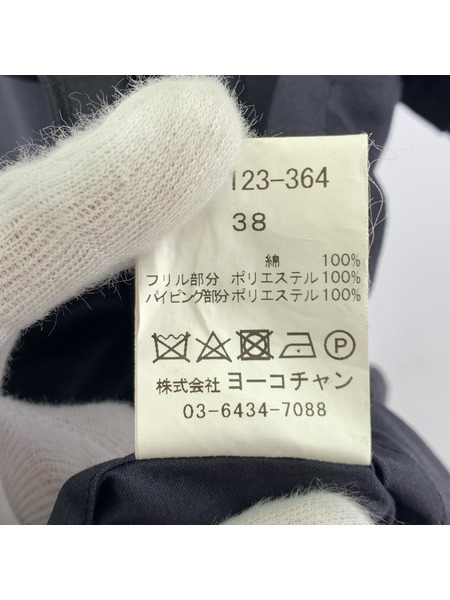 123-364
38
綿 100%
フリル部分 ポリエステル100%
パイピング部分 ポリエステル100%
P
株式会社 ヨーコチャン
03-6434-7088